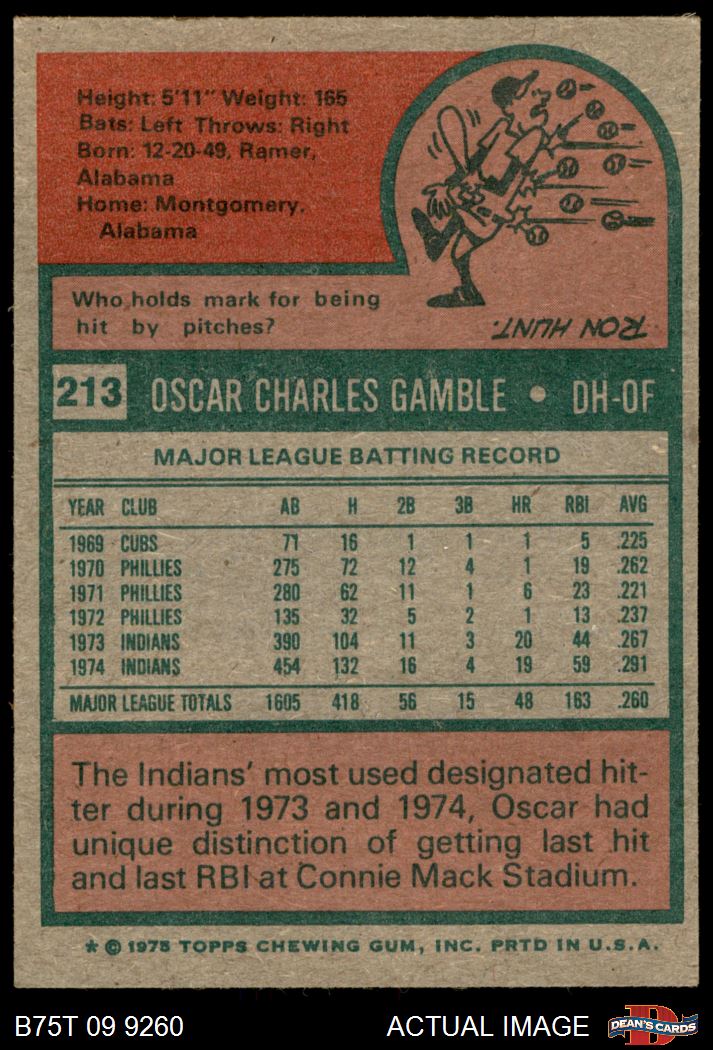 Height: 5'11" Weight: 165
Bats: Left Throws: Right
Born: 12-20-49, Ramer,
Alabama
Home: Montgomery,
Alabama
Who holds mark for being
hit by pitches?
RON HUNT.
213 OSCAR CHARLES GAMBLE • DH-OF
MAJOR LEAGUE BATTING RECORD
YEAR CLUB AB H 2B 3B HR RBI AVG
1969 CUBS 71 16 1 1 1 5 .225
1970 PHILLIES 275 72 12 4 1 19 .262
1971 PHILLIES 280 62 11 1 6 23 .221
1972 PHILLIES 135 32 5 2 1 13 .237
1973 INDIANS 390 104 11 3 20 44 .267
1974 INDIANS 454 132 16 4 19 59 .291
MAJOR LEAGUE TOTALS 1605 418 56 15 48 163 .260
The Indians' most used designated hit-
ter during 1973 and 1974, Oscar had
unique distinction of getting last hit
and last RBI at Connie Mack Stadium.
* © 1975 TOPPS CHEWING GUM, INC. PRTD IN U.S.A.
B75T 09 9260 ACTUAL IMAGE D DEAN'S CARDS